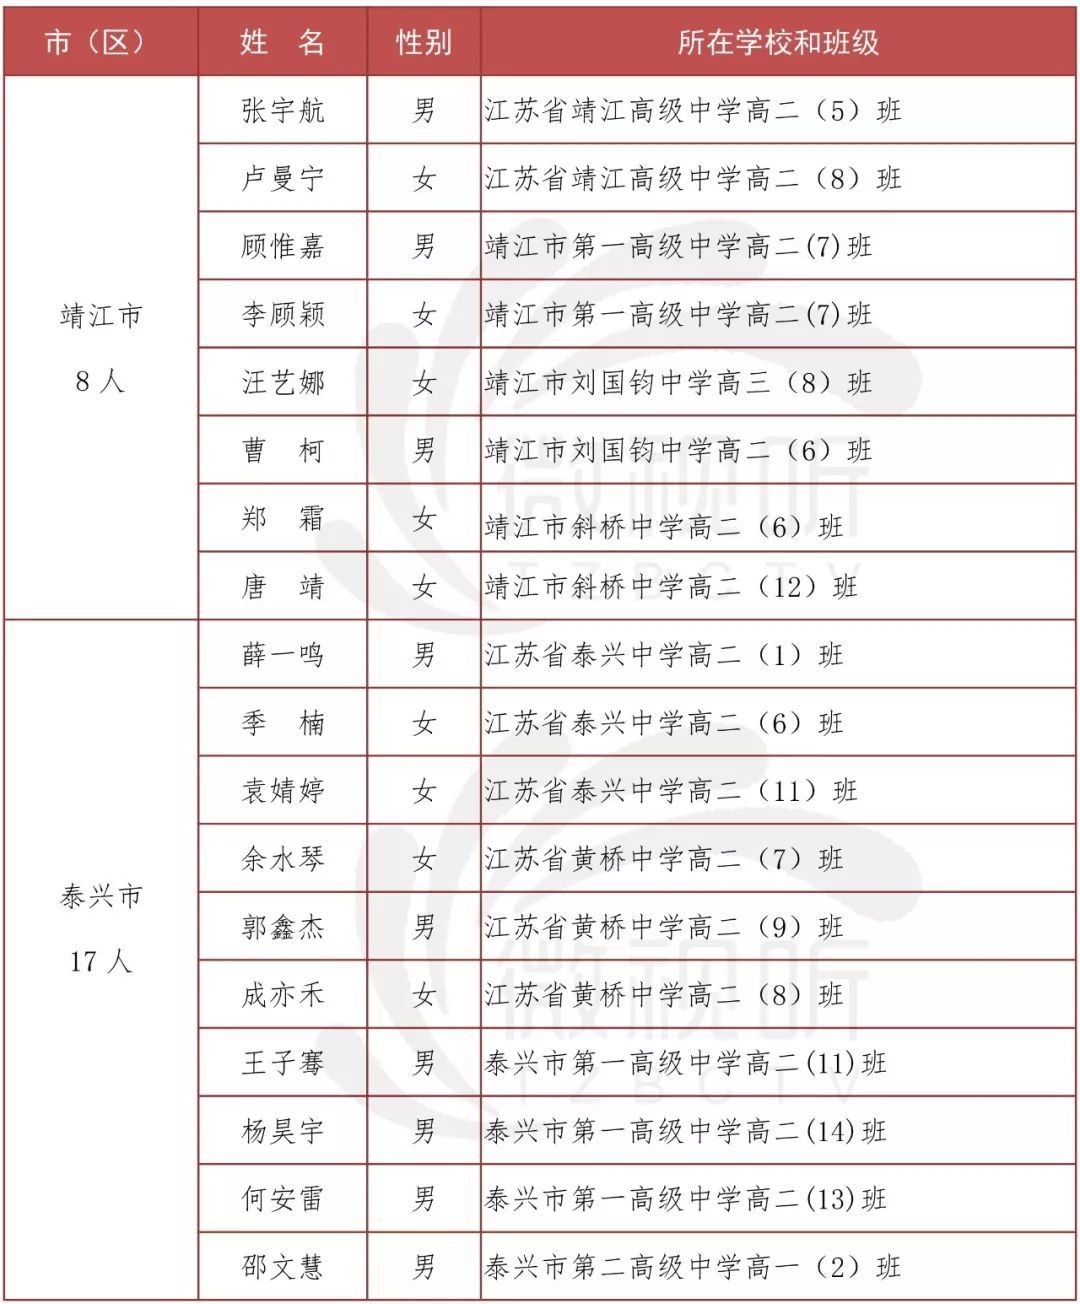 市（区） 姓 名 性别 所在学校和班级
靖江市
8人
张宇航 男 江苏省靖江高级中学高二（5）班
卢曼宁 女 江苏省靖江高级中学高二（8）班
顾惟嘉 男 靖江市第一高级中学高二(7)班
李顾颖 女 靖江市第一高级中学高二(7)班
汪艺娜 女 靖江市刘国钧中学高三（8）班
曹 柯 男 靖江市刘国钧中学高二（6）班
郑 霜 女 靖江市斜桥中学高二（6）班
唐 靖 女 靖江市斜桥中学高二（12）班
泰兴市
17人
薛一鸣 男 江苏省泰兴中学高二（1）班
季 楠 女 江苏省泰兴中学高二（6）班
袁婧婷 女 江苏省泰兴中学高二（11）班
余水琴 女 江苏省黄桥中学高二（7）班
郭鑫杰 男 江苏省黄桥中学高二（9）班
成亦禾 女 江苏省黄桥中学高二（8）班
王子骞 男 泰兴市第一高级中学高二(11)班
杨昊宇 男 泰兴市第一高级中学高二(14)班
何安雷 男 泰兴市第一高级中学高二(13)班
邵文慧 男 泰兴市第二高级中学高一（2）班
微视听
TZBCTV
微视听
TZBCTV